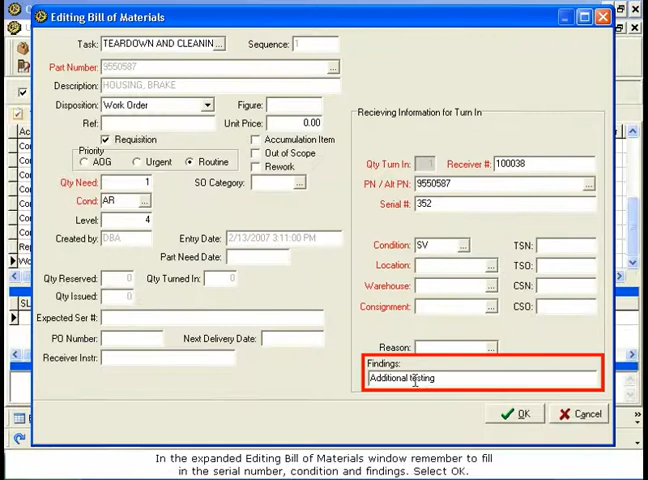 Editing Bill of Materials
Task: TEARDOWN AND CLEANIN ... Sequence: 1
Part Number: 9550587 ...
Description: HOUSING, BRAKE
Disposition: Work Order Figure:
Ref: Unit Price: 0.00
Requisition Accumulation Item
Out of Scope
Priority
AOG Urgent Routine Rework
Qty Need: 1 SO Category: ...
Cond: AR ...
Level: 4
Created by: DBA Entry Date: 2/13/2007 3:11:00 PM
Part Need Date:
Qty Reserved: 0 Qty Turned In: 0
Qty Issued: 0
Expected Ser #:
PO Number: Next Delivery Date:
Receiver Instr:
Recieving Information for Turn In
Qty Turn In: 1 Receiver #: 100038
PN / Alt PN: 9550587 ...
Serial #: 352
Condition: SV ... TSN:
Location: ... TSO:
Warehouse: ... CSN:
Consignment: ... CSO:
Reason: ...
Findings:
Additional testing
OK Cancel
In the expanded Editing Bill of Materials window remember to fill
in the serial number, condition and findings. Select OK.